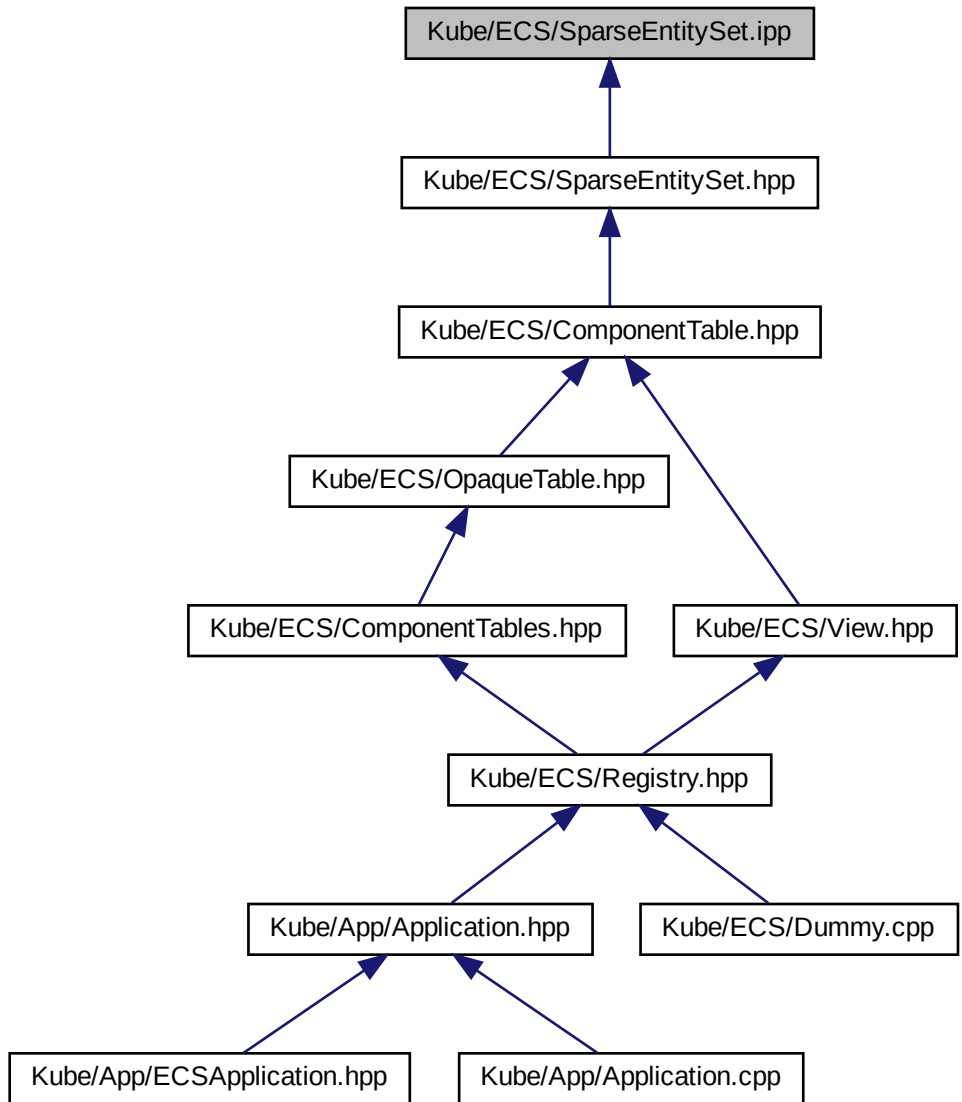 Kube/ECS/SparseEntitySet.ipp
Kube/ECS/SparseEntitySet.hpp
Kube/ECS/ComponentTable.hpp
Kube/ECS/OpaqueTable.hpp
Kube/ECS/ComponentTables.hpp
Kube/ECS/View.hpp
Kube/ECS/Registry.hpp
Kube/App/Application.hpp
Kube/ECS/Dummy.cpp
Kube/App/ECSApplication.hpp
Kube/App/Application.cpp